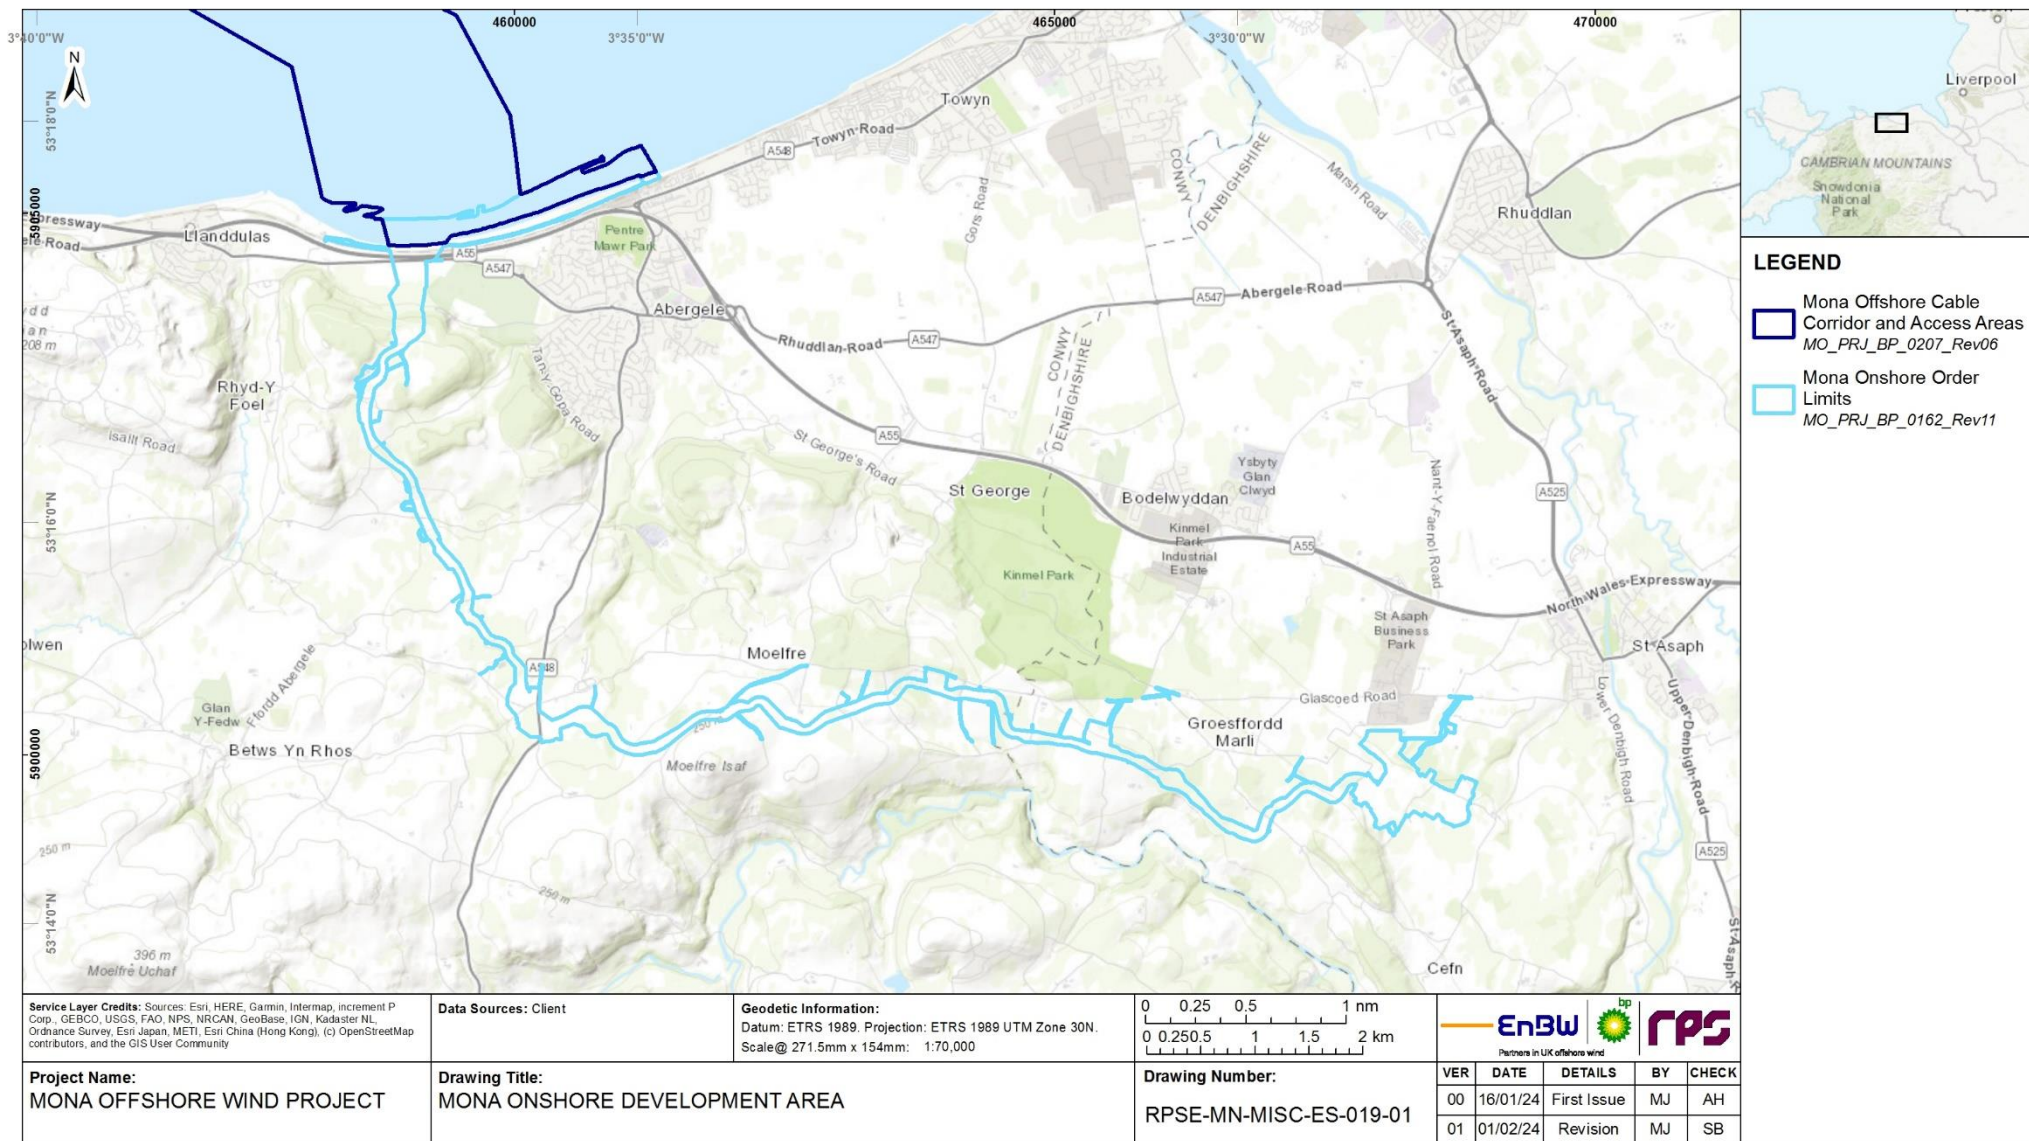 460000
465000
470000
3°40'0"W
3°35'0"W
3°30'0"W
N
53°18'0"N
5905000
53°16'0"N
5900000
53°14'0"N
Towyn
Towyn Road
A548
CONWY
DENBIGHSHIRE
Marsh Road
Rhuddlan
Gors Road
Expressway
ele Road
Llanddulas
A55
A547
Pentre
Mawr Park
Abergele
A547
Abergele Road
Rhuddlan Road
A547
CONWY
DENBIGHSHIRE
St Asaph Road
208 m
Rhyd-Y
Foel
Isallt Road
Tan-Y-Gopa Road
St George's Road
A55
St George
Bodelwyddan
Ysbyty
Glan
Clwyd
Nant-Y-Faenol Road
A525
Kinmel
Park
Industrial
Estate
A55
Kinmel Park
North Wales Expressway
St Asaph
Business
Park
St Asaph
olwen
Ffordd Abergele
A548
Moelfre
Glan
Y-Fedw
Betws Yn Rhos
250 m
Moelfre Isaf
Glascoed Road
Groesffordd
Marli
Lower Denbigh Road
Upper Denbigh Road
A525
250 m
250 m
396 m
Moelfre Uchaf
Cefn
St Asaph R
Liverpool
CAMBRIAN MOUNTAINS
Snowdonia
National
Park
LEGEND
Mona Offshore Cable
Corridor and Access Areas
MO_PRJ_BP_0207_Rev06
Mona Onshore Order
Limits
MO_PRJ_BP_0162_Rev11
Service Layer Credits: Sources: Esri, HERE, Garmin, Intermap, increment P
Corp., GEBCO, USGS, FAO, NPS, NRCAN, GeoBase, IGN, Kadaster NL,
Ordnance Survey, Esri Japan, METI, Esri China (Hong Kong), (c) OpenStreetMap
contributors, and the GIS User Community
Data Sources: Client
Geodetic Information:
Datum: ETRS 1989. Projection: ETRS 1989 UTM Zone 30N.
Scale@ 271.5mm x 154mm: 1:70,000
0 0.25 0.5 1 nm
0 0.250.5 1 1.5 2 km
EnBW
Partners in UK offshore wind
bp
rps
Project Name:
MONA OFFSHORE WIND PROJECT
Drawing Title:
MONA ONSHORE DEVELOPMENT AREA
Drawing Number:
RPSE-MN-MISC-ES-019-01
VER DATE DETAILS BY CHECK
00 16/01/24 First Issue MJ AH
01 01/02/24 Revision MJ SB